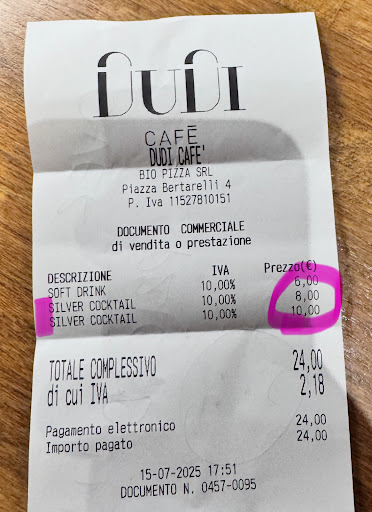 DUDI
CAFĒ
DUDI CAFE'
BIO PIZZA SRL
Piazza Bertarelli 4
P. Iva 11527810151
DOCUMENTO COMMERCIALE
di vendita o prestazione
DESCRIZIONE IVA Prezzo(€)
SOFT DRINK 10,00% 6,00
SILVER COCKTAIL 10,00% 8,00
SILVER COCKTAIL 10,00% 10,00
TOTALE COMPLESSIVO 24,00
di cui IVA 2,18
Pagamento elettronico 24,00
Importo pagato 24,00
15-07-2025 17:51
DOCUMENTO N. 0457-0095